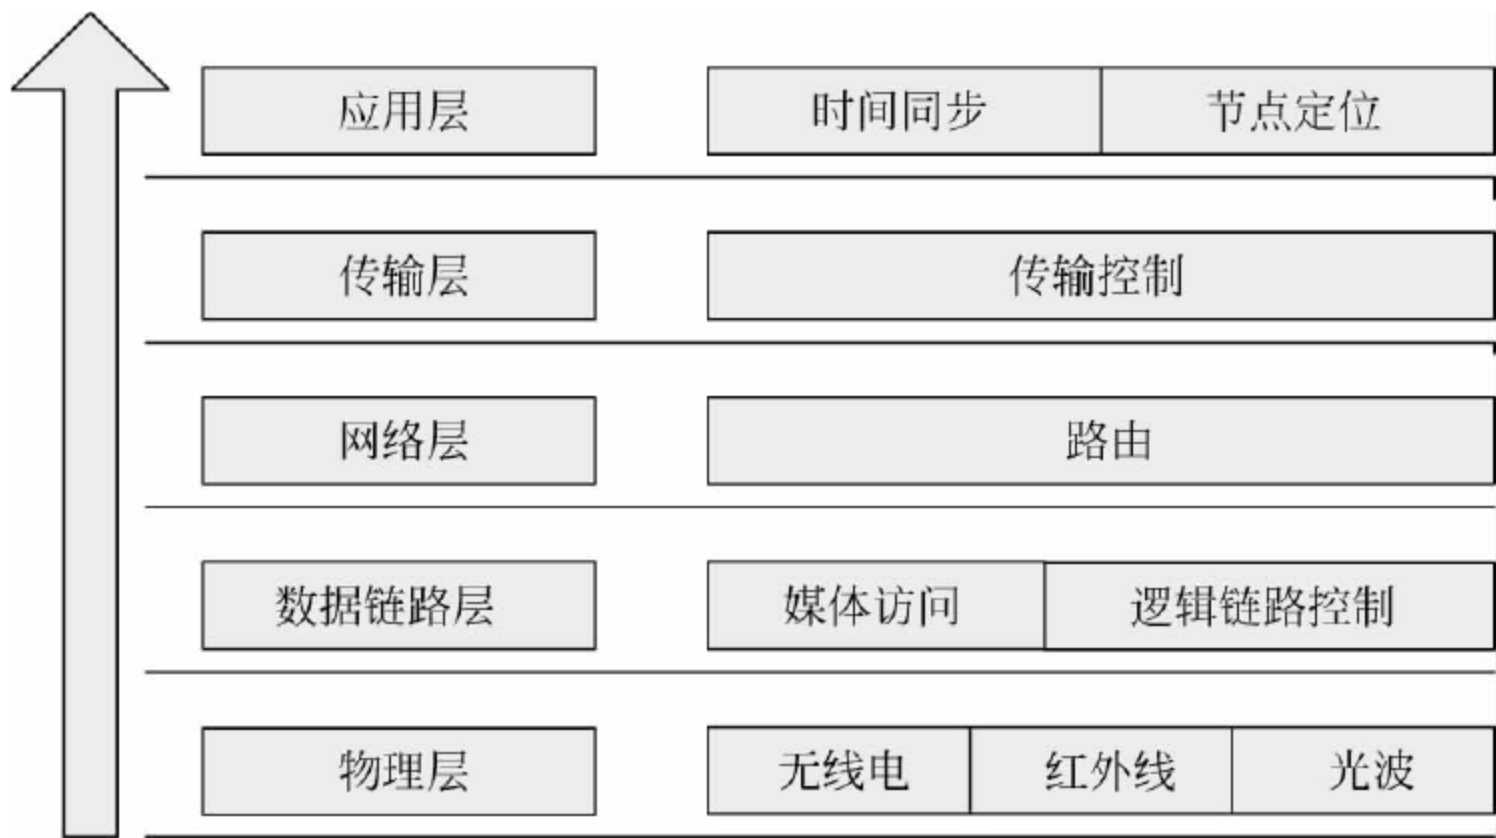 应用层 时间同步 节点定位
传输层 传输控制
网络层 路由
数据链路层 媒体访问 逻辑链路控制
物理层 无线电 红外线 光波